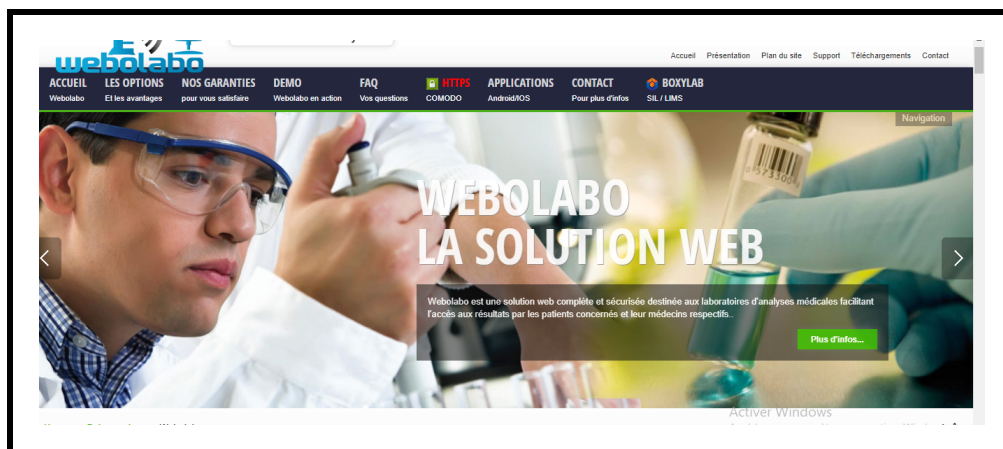 webolabo
Accueil Présentation Plan du site Support Téléchargements Contact
ACCUEIL LES OPTIONS NOS GARANTIES DEMO FAQ HTTPS APPLICATIONS CONTACT BOXYLAB
Webolabo Et les avantages pour vous satisfaire Webolabo en action Vos questions COMODO Android/IOS Pour plus d'infos SIL / LIMS
Navigation
WEBOLABO
LA SOLUTION WEB
Webolabo est une solution web complète et sécurisée destinée aux laboratoires d'analyses médicales facilitant
l'accès aux résultats par les patients concernés et leur médecins respectifs..
Plus d'infos...
Activer Windows